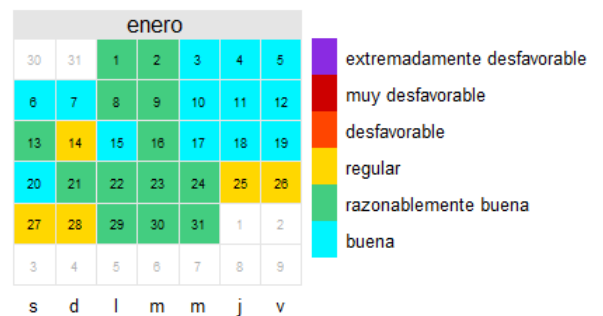 enero
30 31 1 2 3 4 5
6 7 8 9 10 11 12
13 14 15 16 17 18 19
20 21 22 23 24 25 26
27 28 29 30 31 1 2
3 4 5 6 7 8 9
s d l m m j v
extremadamente desfavorable
muy desfavorable
desfavorable
regular
razonablemente buena
buena